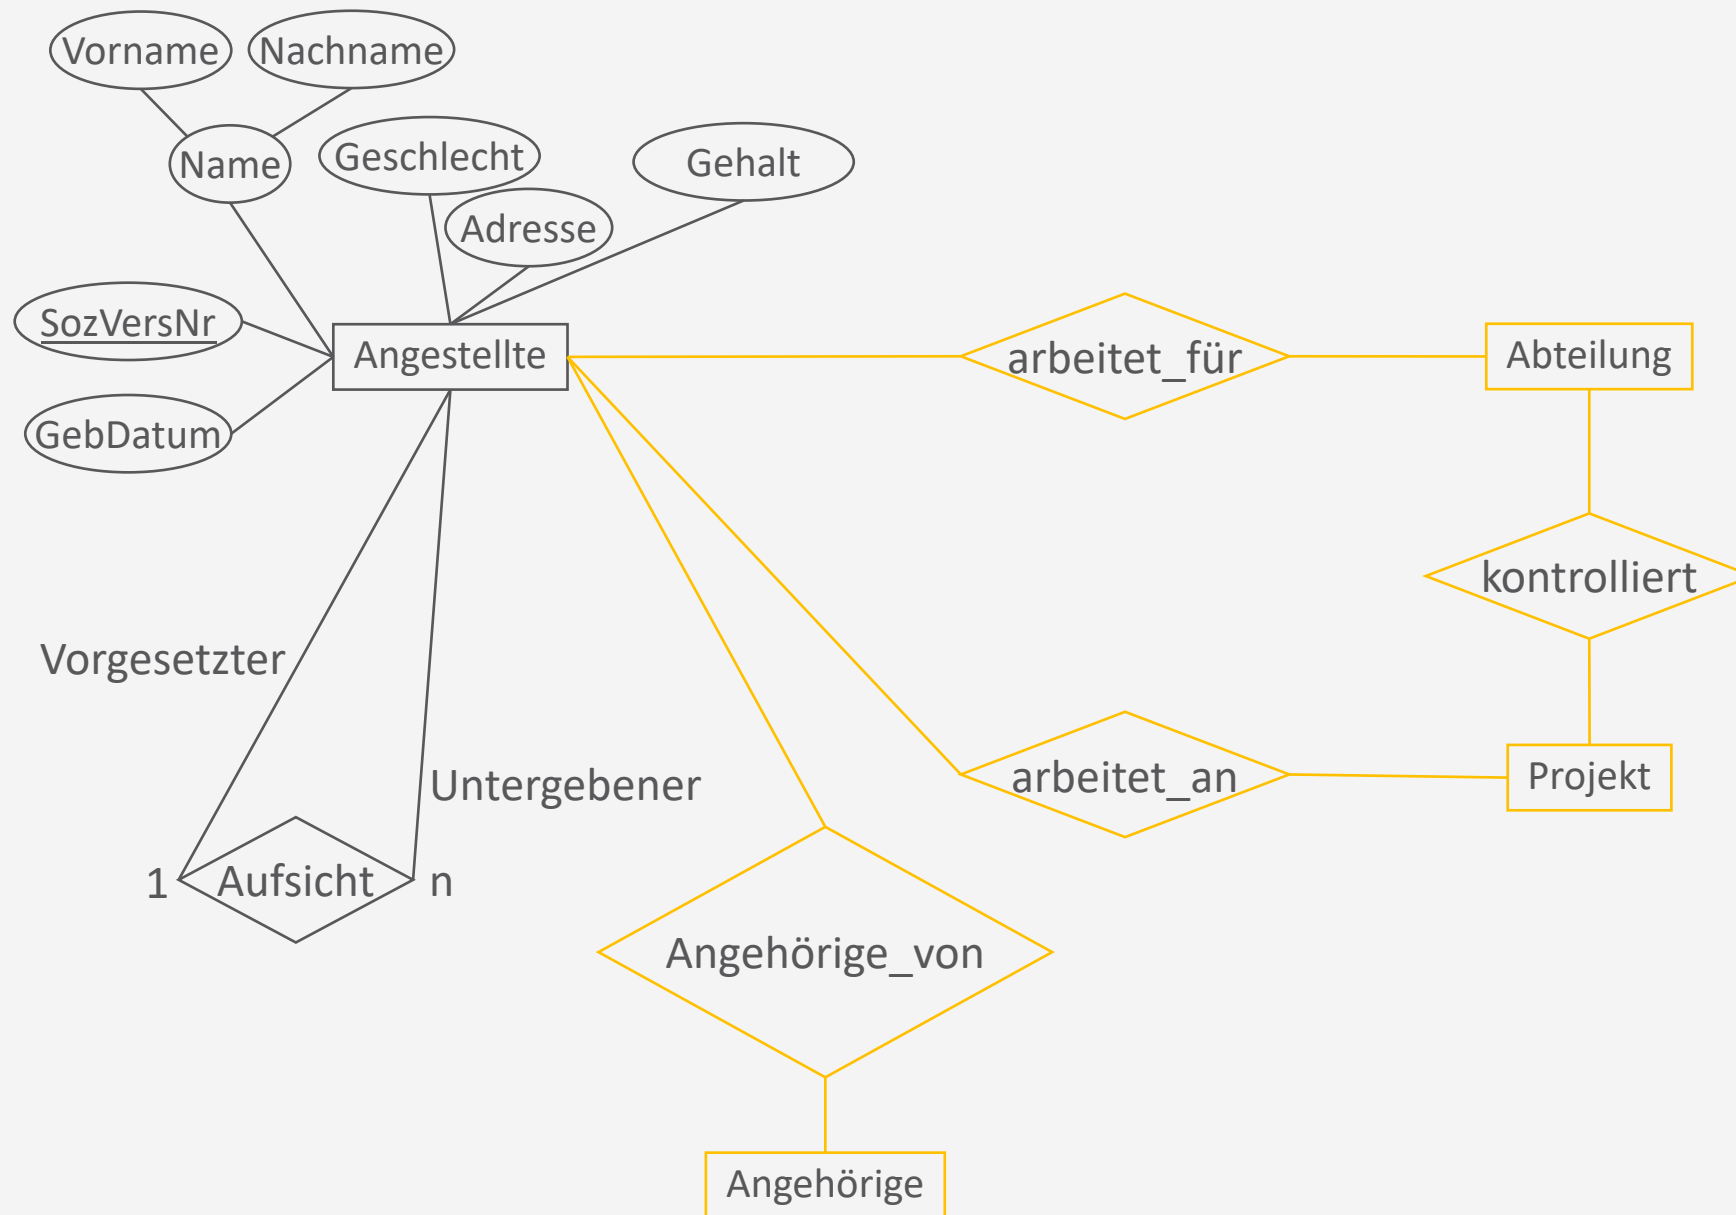 Vorname
Nachname
Name
Geschlecht
Gehalt
Adresse
SozVersNr
Angestellte
arbeitet_für
Abteilung
GebDatum
kontrolliert
Vorgesetzter
Untergebener
arbeitet_an
Projekt
1
Aufsicht
n
Angehörige_von
Angehörige